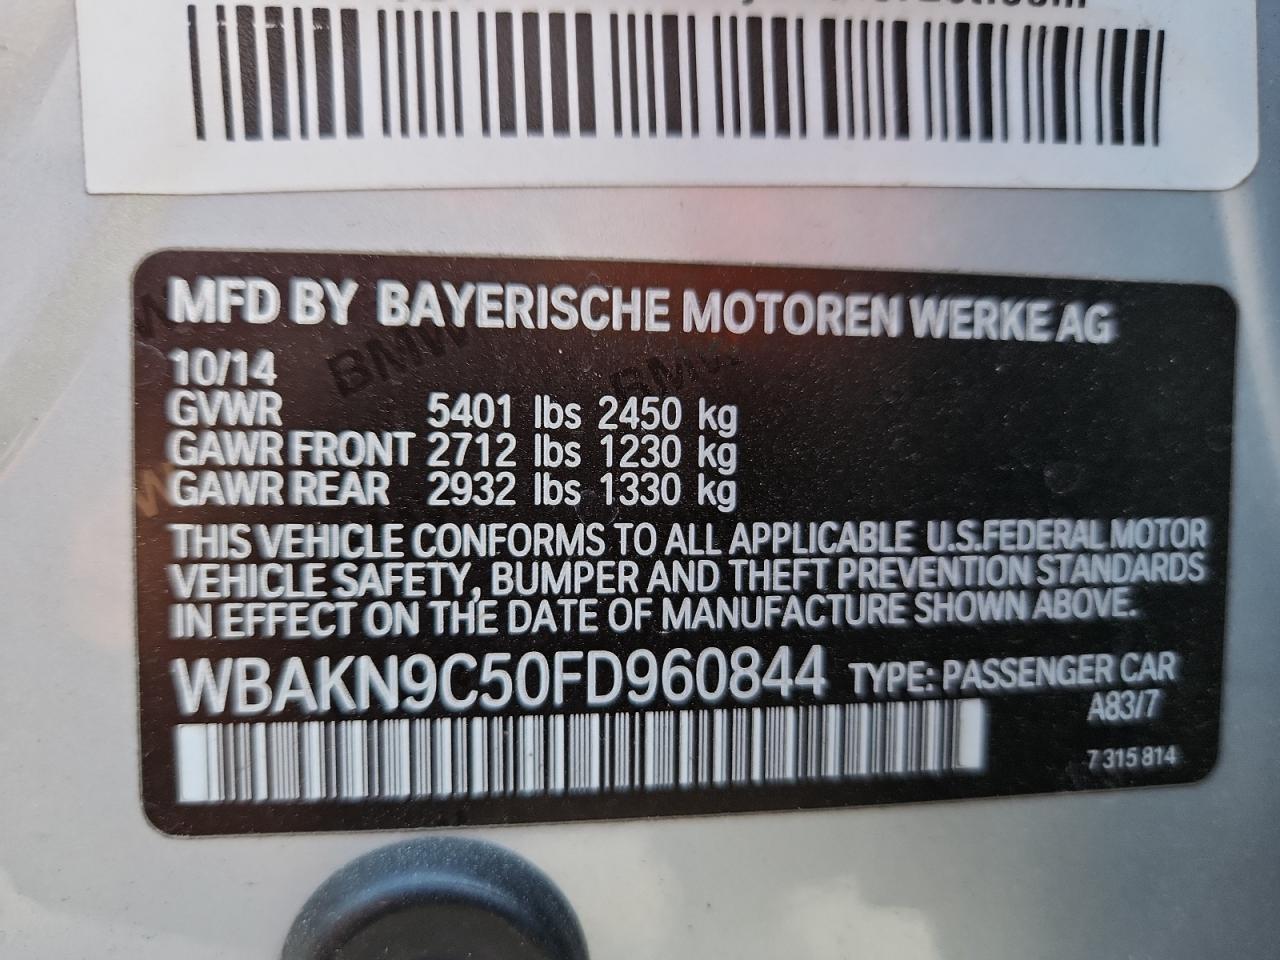 MFD BY BAYERISCHE MOTOREN WERKE AG
10/14
GVWR 5401 lbs 2450 kg
GAWR FRONT 2712 lbs 1230 kg
GAWR REAR 2932 lbs 1330 kg
THIS VEHICLE CONFORMS TO ALL APPLICABLE U.S.FEDERAL MOTOR
VEHICLE SAFETY, BUMPER AND THEFT PREVENTION STANDARDS
IN EFFECT ON THE DATE OF MANUFACTURE SHOWN ABOVE.
WBAKN9C50FD960844 TYPE: PASSENGER CAR
A83/7
7 315 814
BMW
BMW